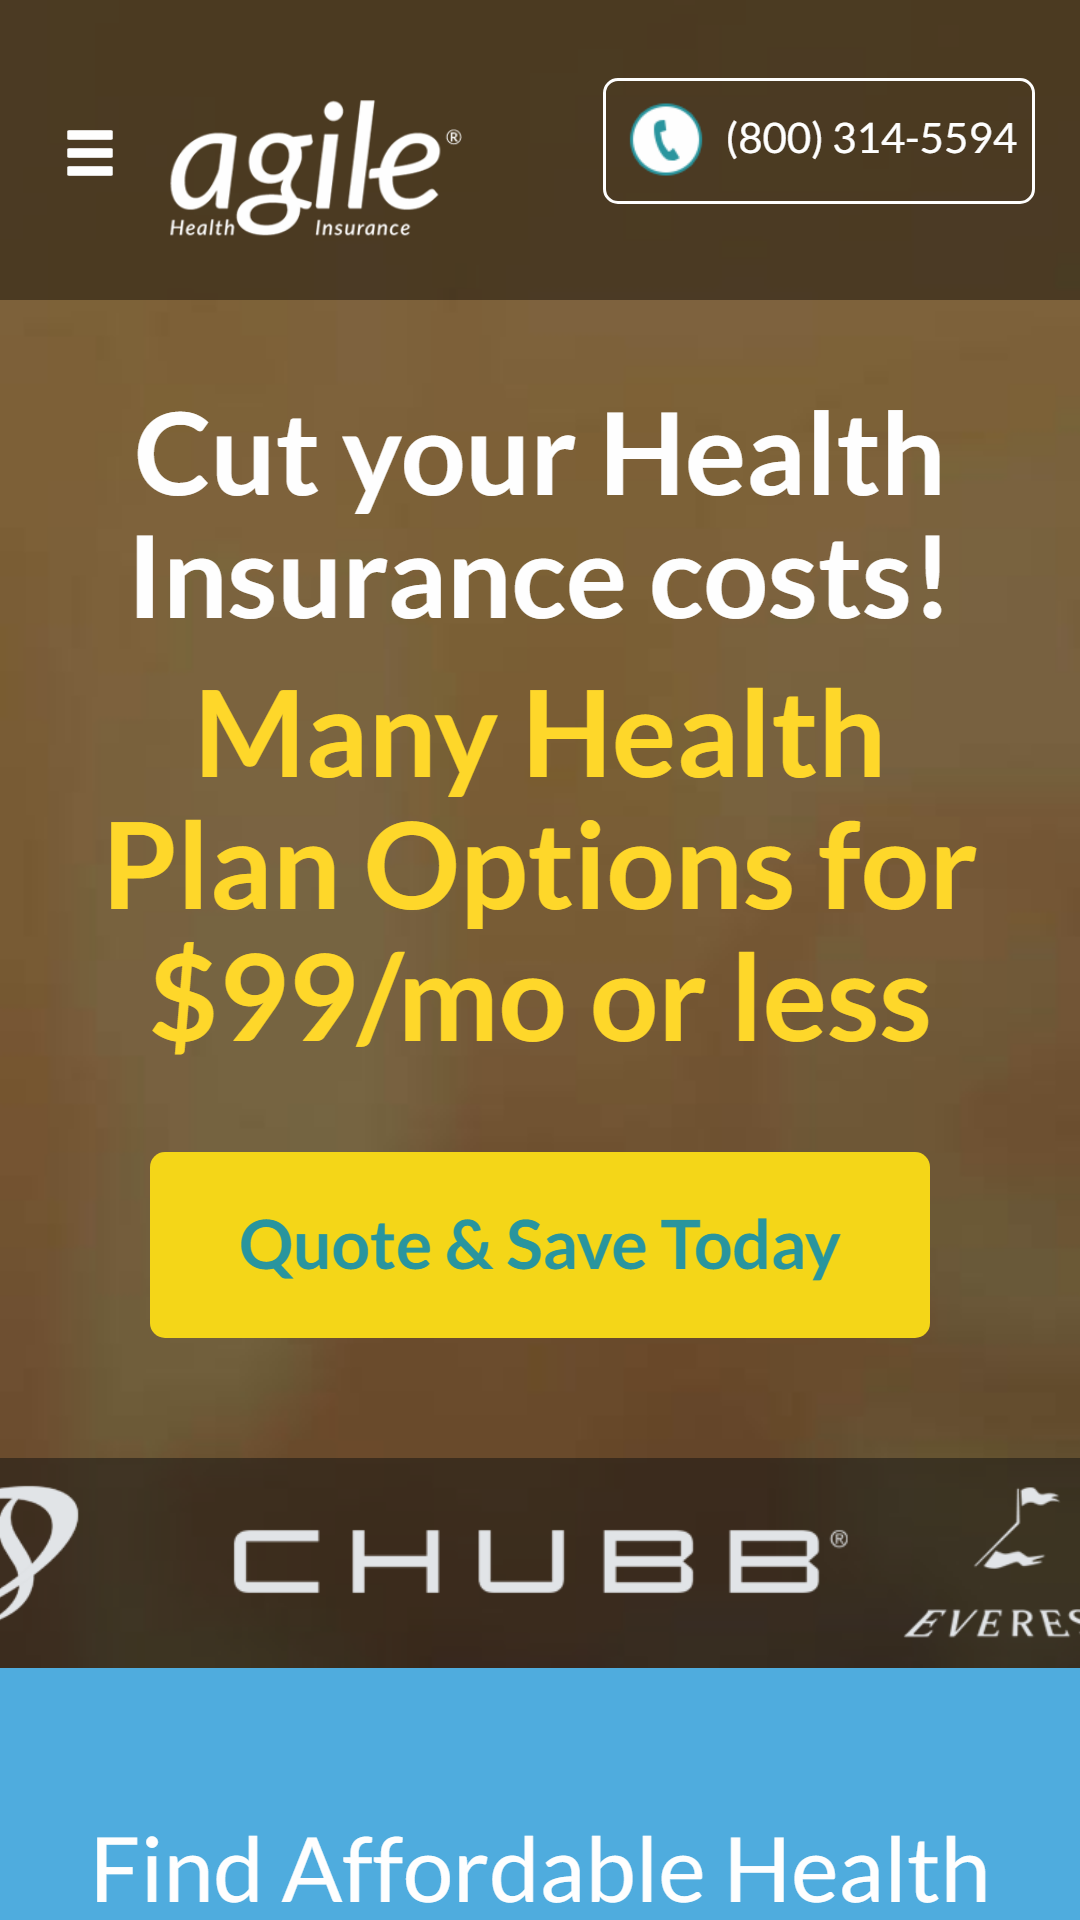 agile®
Health Insurance
(800) 314-5594
Cut your Health
Insurance costs!
Many Health
Plan Options for
$99/mo or less
Quote & Save Today
CHUBB®
Find Affordable Health